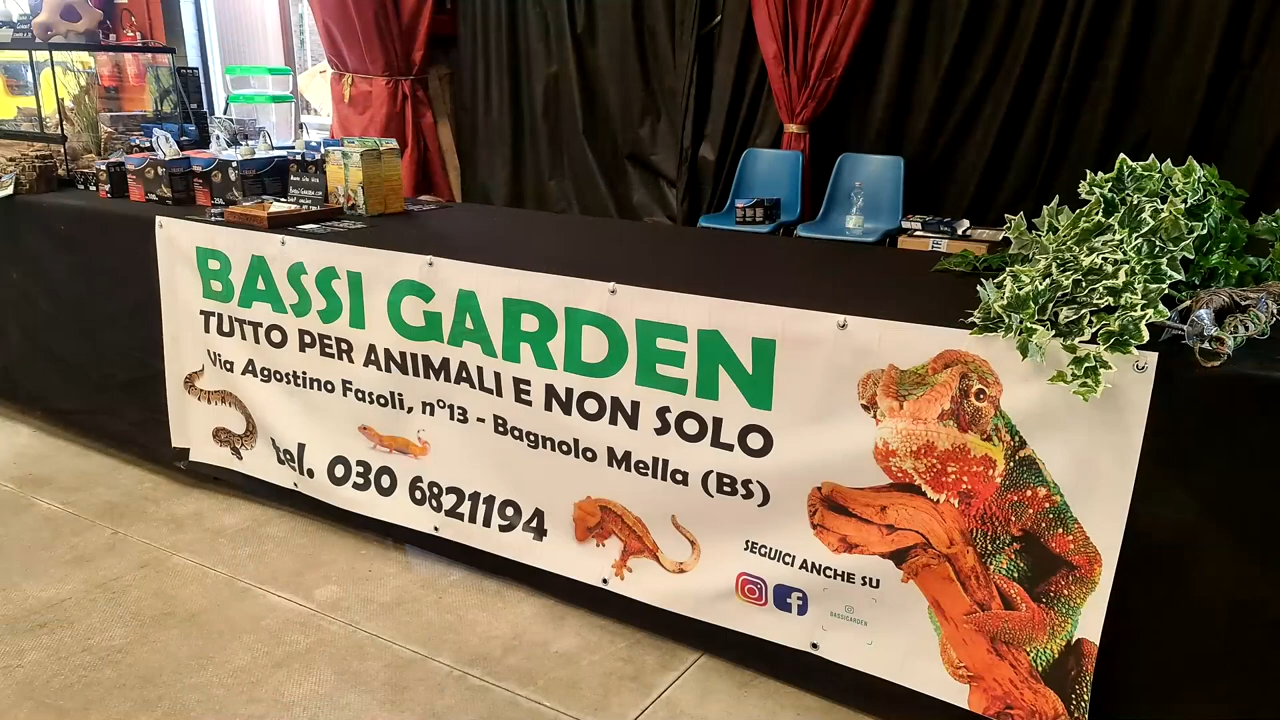 BASSI GARDEN
TUTTO PER ANIMALI E NON SOLO
Via Agostino Fasoli, n°13 - Bagnolo Mella (BS)
tel. 030 6821194
SEGUICI ANCHE SU
BASSIGARDEN